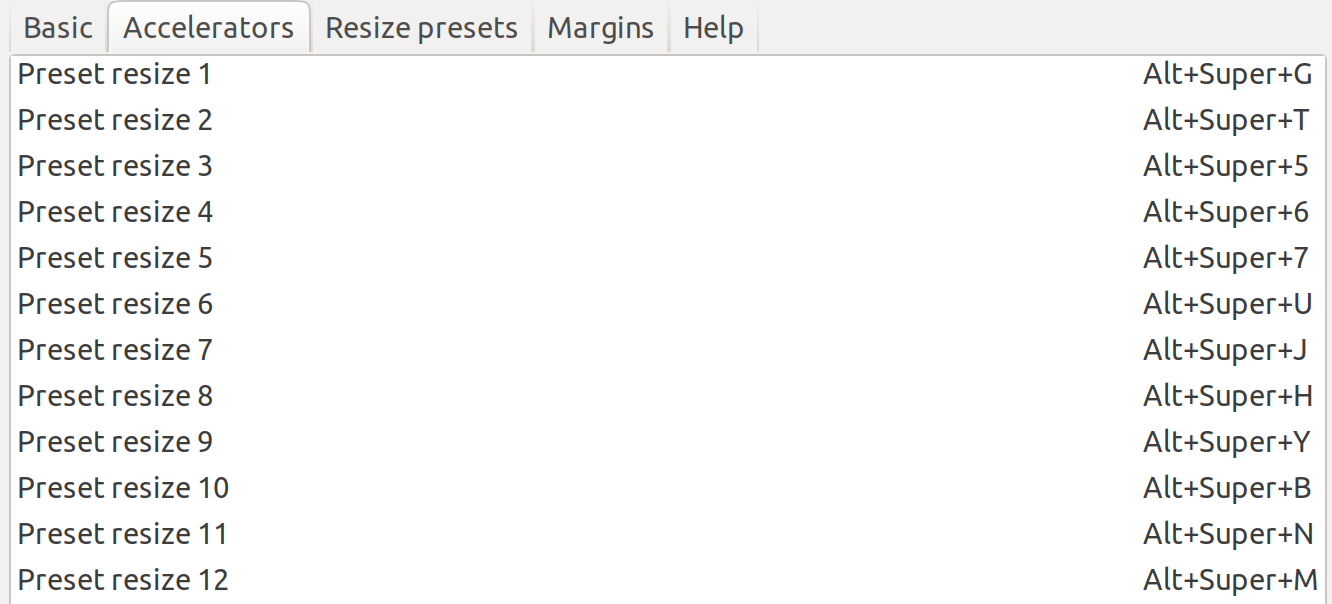 Basic Accelerators Resize presets Margins Help
Preset resize 1 Alt+Super+G
Preset resize 2 Alt+Super+T
Preset resize 3 Alt+Super+5
Preset resize 4 Alt+Super+6
Preset resize 5 Alt+Super+7
Preset resize 6 Alt+Super+U
Preset resize 7 Alt+Super+J
Preset resize 8 Alt+Super+H
Preset resize 9 Alt+Super+Y
Preset resize 10 Alt+Super+B
Preset resize 11 Alt+Super+N
Preset resize 12 Alt+Super+M